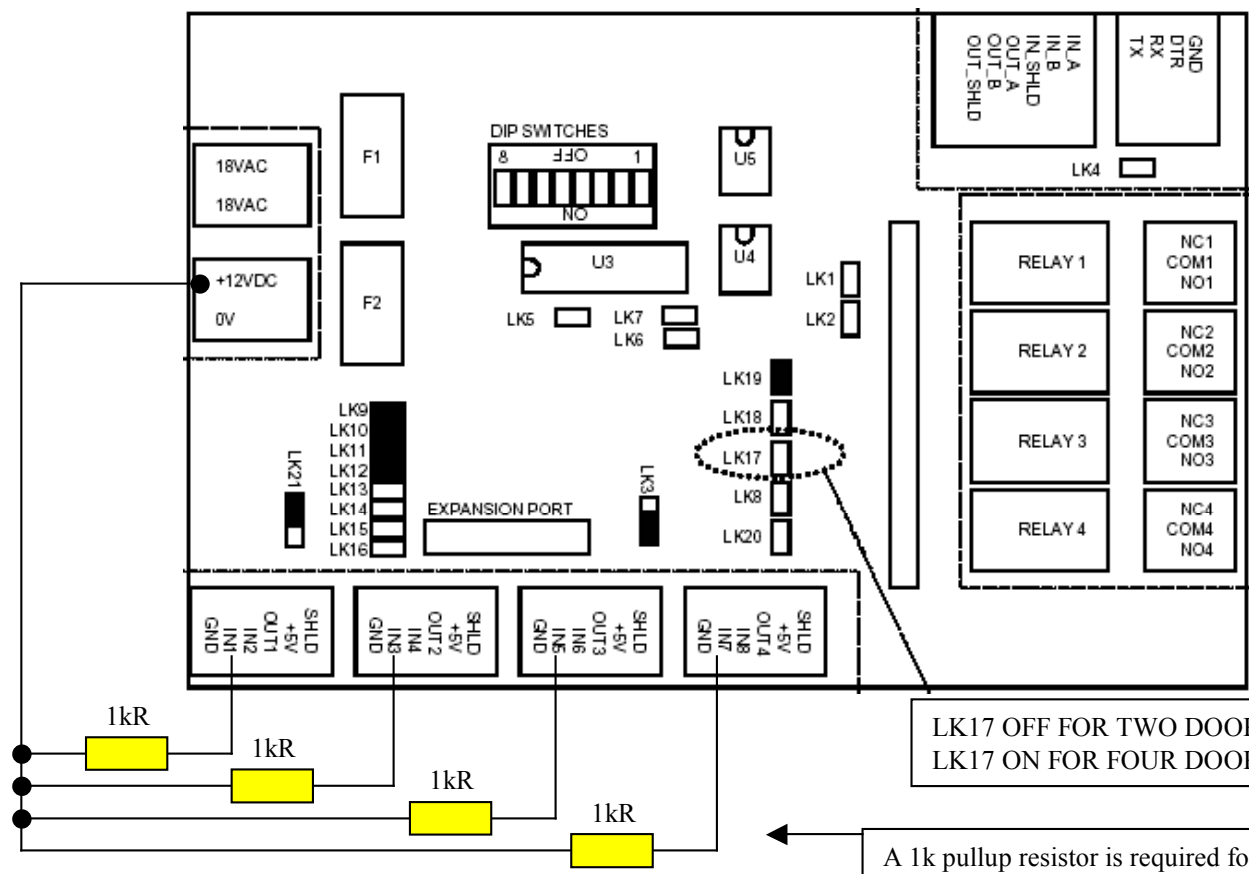 OUT_SHLD
OUT_B
OUT_A
IN_SHLD
IN_B
IN_A
TX
RX
DTR
GND
DIP SWITCHES
8 OFF 1
ON
F1
18VAC
18VAC
U5
LK4
+12VDC
0V
F2
U3
U4
LK5
LK7
LK6
LK1
LK2
RELAY 1
NC1
COM1
NO1
RELAY 2
NC2
COM2
NO2
RELAY 3
NC3
COM3
NO3
RELAY 4
NC4
COM4
NO4
LK19
LK18
LK17
LK8
LK20
LK9
LK10
LK11
LK12
LK13
LK14
LK15
LK16
LK21
LK3
EXPANSION PORT
GND
IN1
IN2
OUT1
+5V
SHLD
GND
IN3
IN4
OUT2
+5V
SHLD
GND
IN5
IN6
OUT3
+5V
SHLD
GND
IN7
IN8
OUT4
+5V
SHLD
1kR
1kR
1kR
1kR
LK17 OFF FOR TWO DOOR
LK17 ON FOR FOUR DOOR
A 1k pullup resistor is required fo